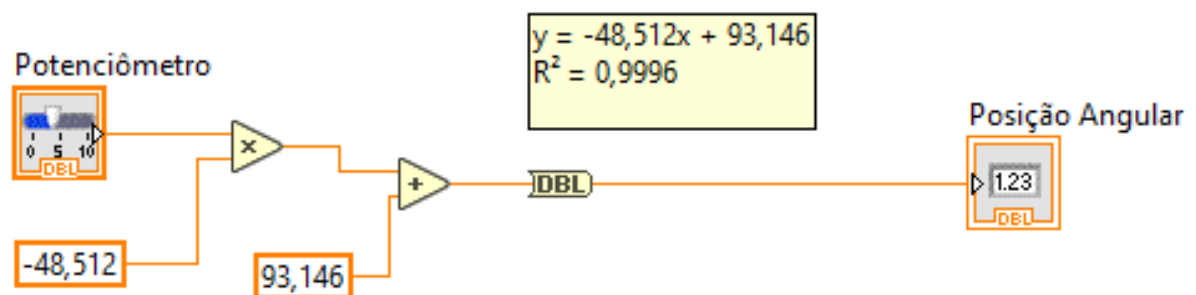 y = -48,512x + 93,146
R² = 0,9996
Potenciômetro
0 5 10
DBL
×
+
DBL
Posição Angular
1.23
DBL
-48,512
93,146